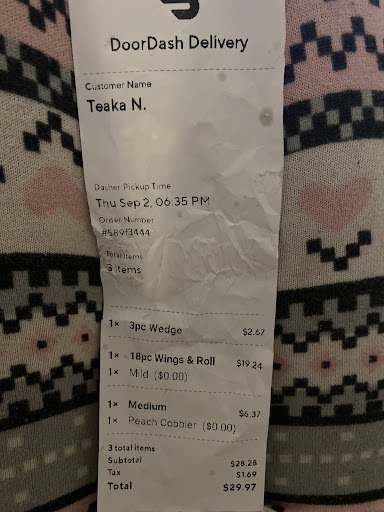 DoorDash Delivery
Customer Name
Teaka N.
Dasher Pickup Time
Thu Sep 2, 06:35 PM
Order Number
#589f3444
Total items
3 items
1× 3pc Wedge $2.67
1× 18pc Wings & Roll $19.24
1× Mild ($0.00)
1× Medium $6.37
1× Peach Cobbler ($0.00)
3 total items
Subtotal $28.28
Tax $1.69
Total $29.97